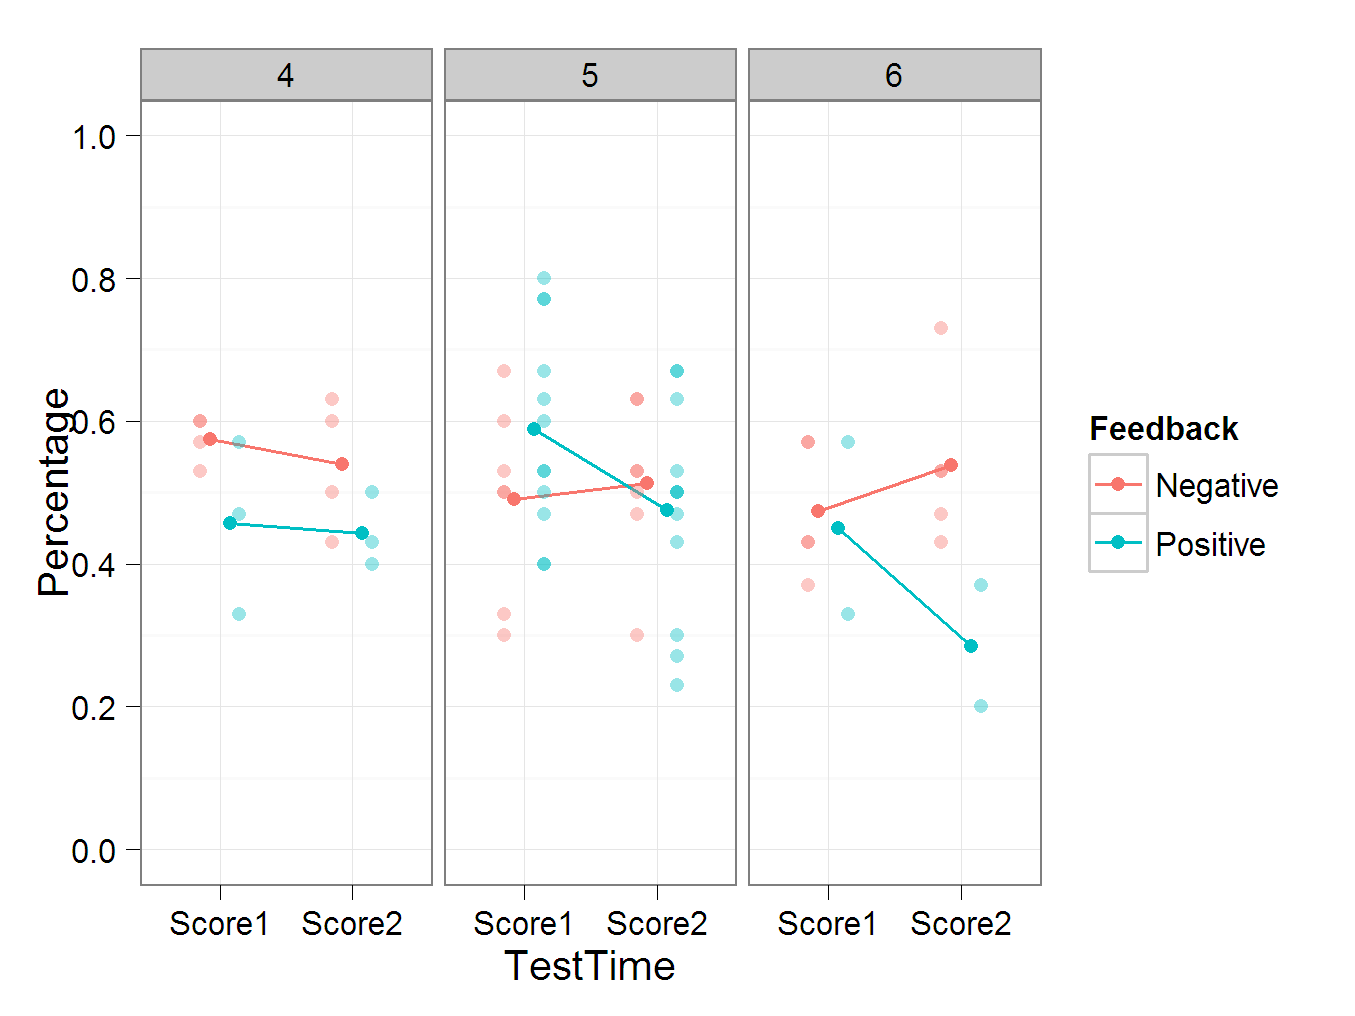 4 5 6
1.0
0.8
0.6
0.4
0.2
0.0
Percentage
Score1 Score2 Score1 Score2 Score1 Score2
TestTime
Feedback
Negative
Positive